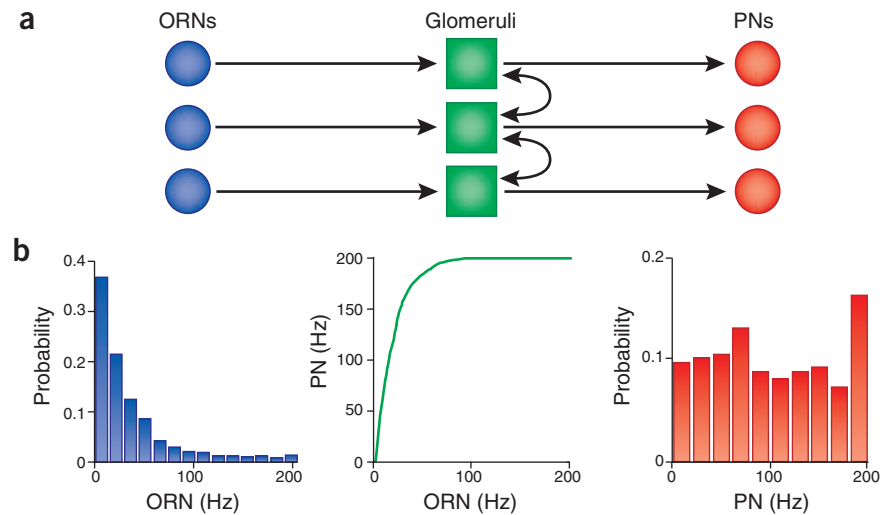 a
ORNs Glomeruli PNs
b
0.4
0.3
0.2
0.1
0
Probability
0 100 200
ORN (Hz)
200
150
100
50
0
PN (Hz)
0 100 200
ORN (Hz)
0.2
0.1
0
Probability
0 100 200
PN (Hz)